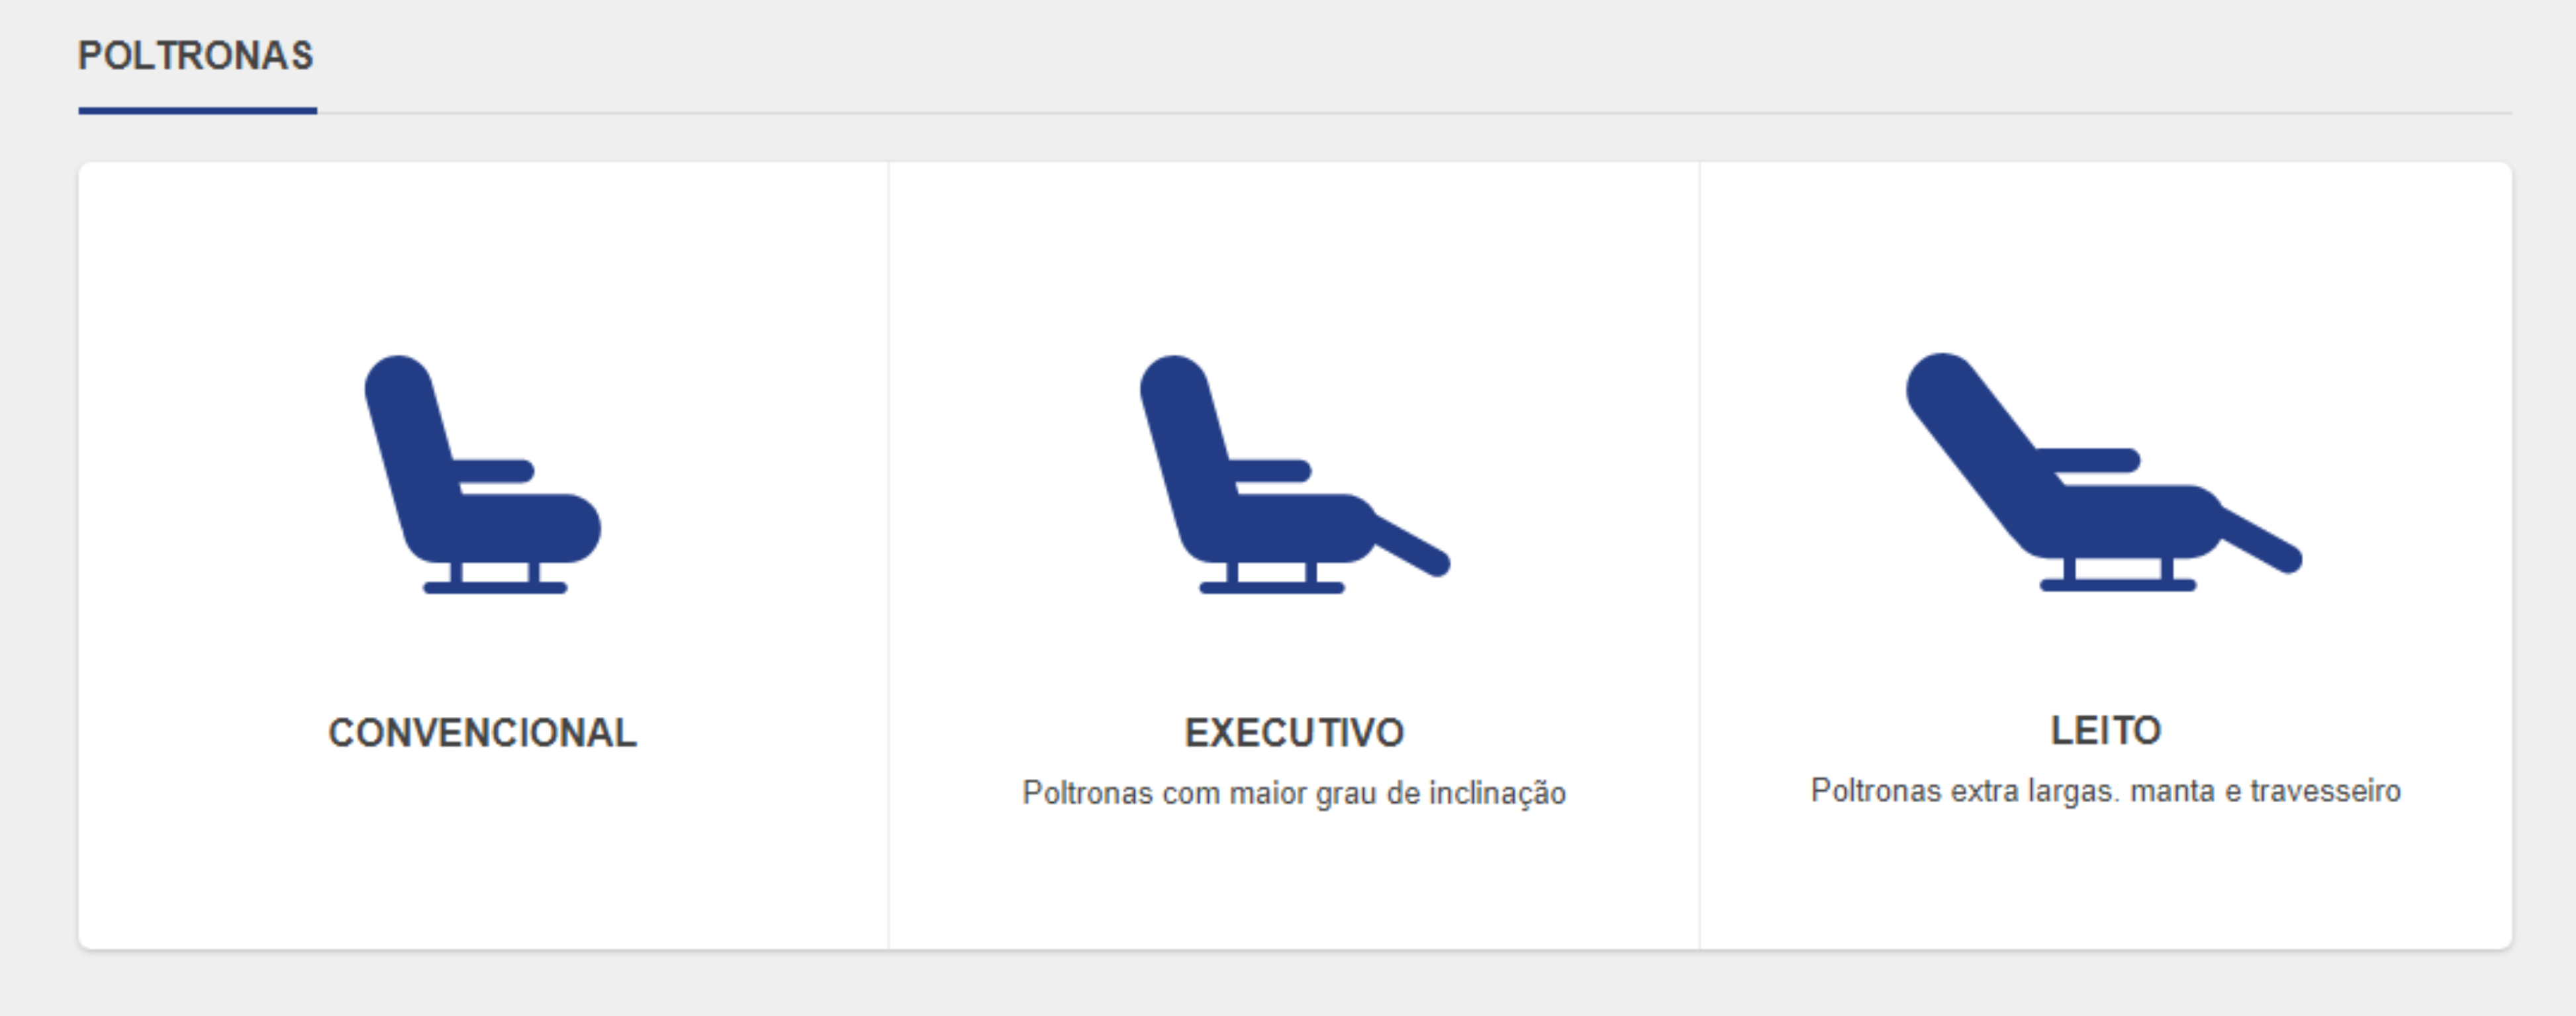 POLTRONAS
CONVENCIONAL
EXECUTIVO
Poltronas com maior grau de inclinação
LEITO
Poltronas extra largas. manta e travesseiro